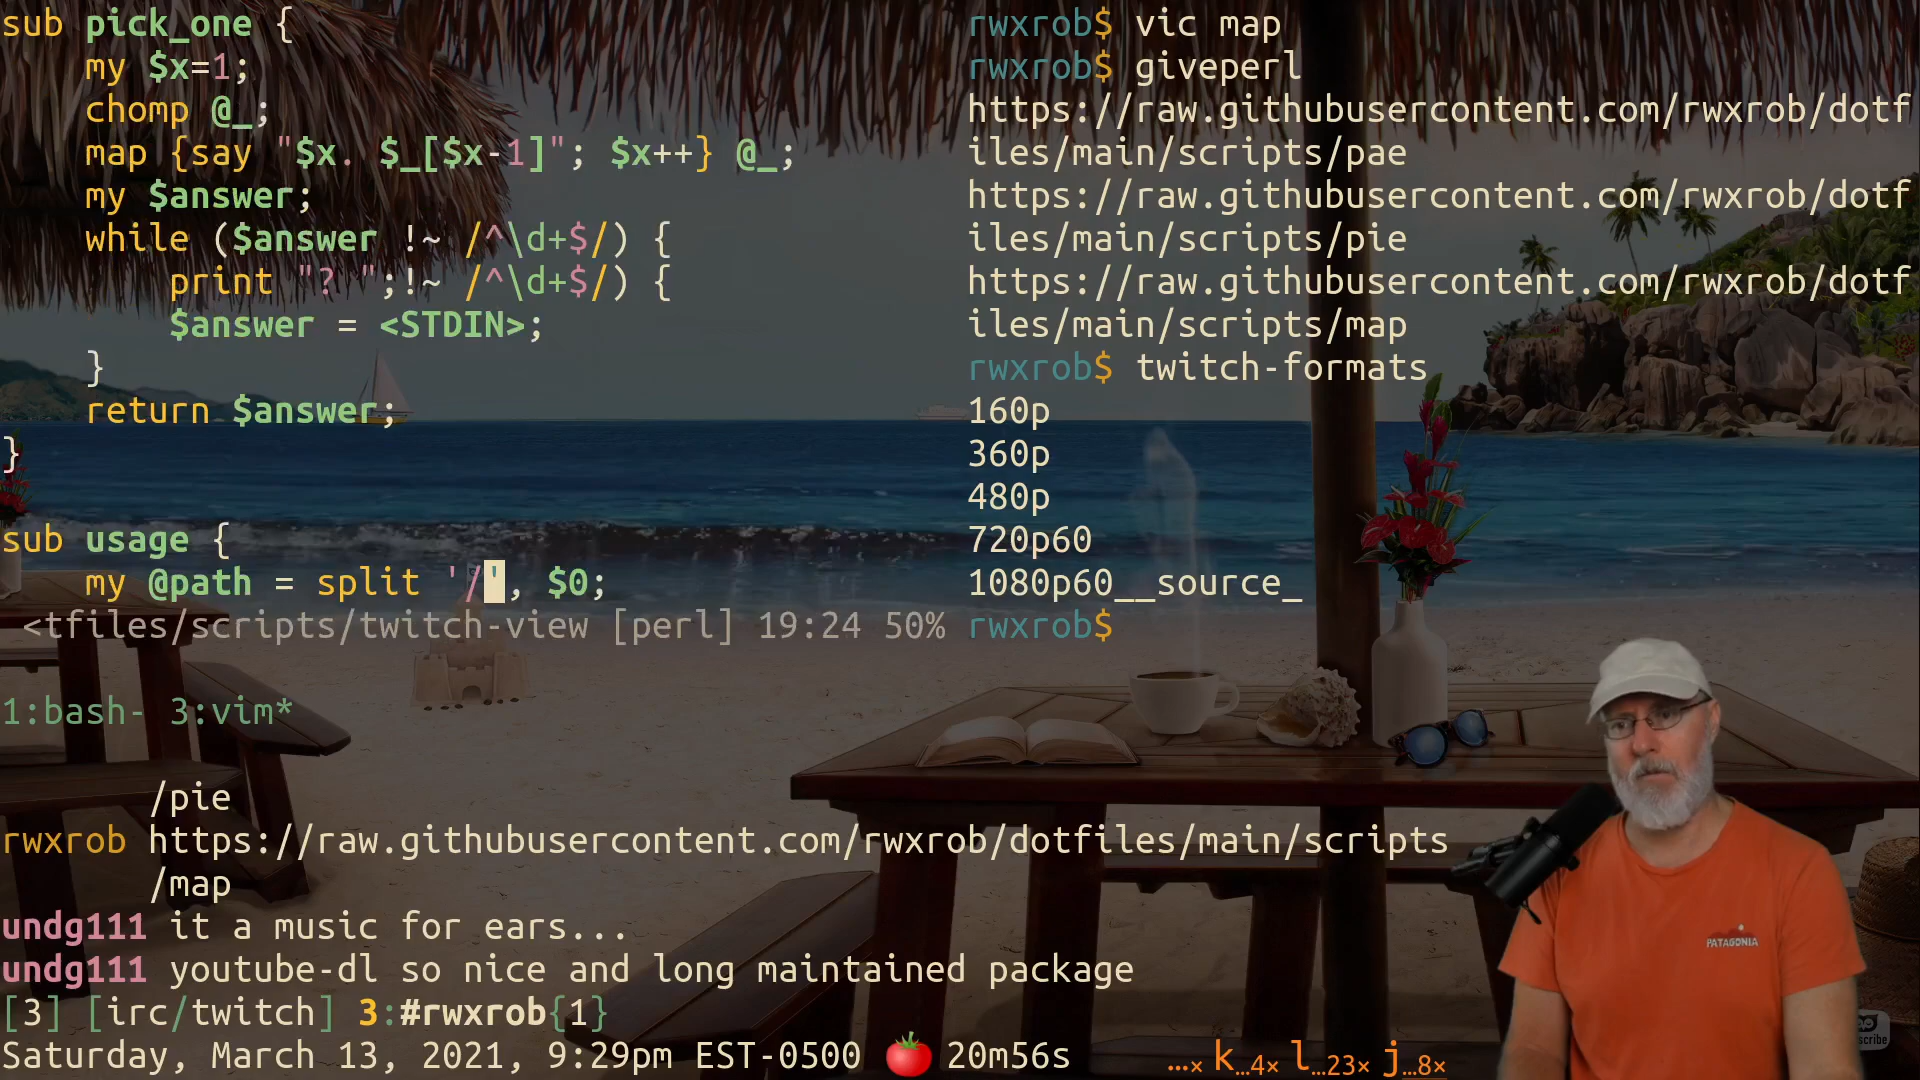 sub pick_one {
    my $x=1;
    chomp @_;
    map {say "$x. $_[$x-1]"; $x++} @_;
    my $answer;
    while ($answer !~ /^\d+$/) {
        print "? ";!~ /^\d+$/) {
        $answer = <STDIN>;
    }
    return $answer;
}
sub usage {
    my @path = split '/', $0;
<tfiles/scripts/twitch-view [perl] 19:24 50%
1:bash- 3:vim*
rwxrob$ vic map
rwxrob$ giveperl
https://raw.githubusercontent.com/rwxrob/dotf
iles/main/scripts/pae
https://raw.githubusercontent.com/rwxrob/dotf
iles/main/scripts/pie
https://raw.githubusercontent.com/rwxrob/dotf
iles/main/scripts/map
rwxrob$ twitch-formats
160p
360p
480p
720p60
1080p60__source_
rwxrob$
/pie
rwxrob https://raw.githubusercontent.com/rwxrob/dotfiles/main/scripts
/map
undg111 it a music for ears...
undg111 youtube-dl so nice and long maintained package
[3] [irc/twitch] 3:#rwxrob{1}
Saturday, March 13, 2021, 9:29pm EST-0500 🍅 20m56s
…× k…4× l…23× j…8×
PATAGONIA